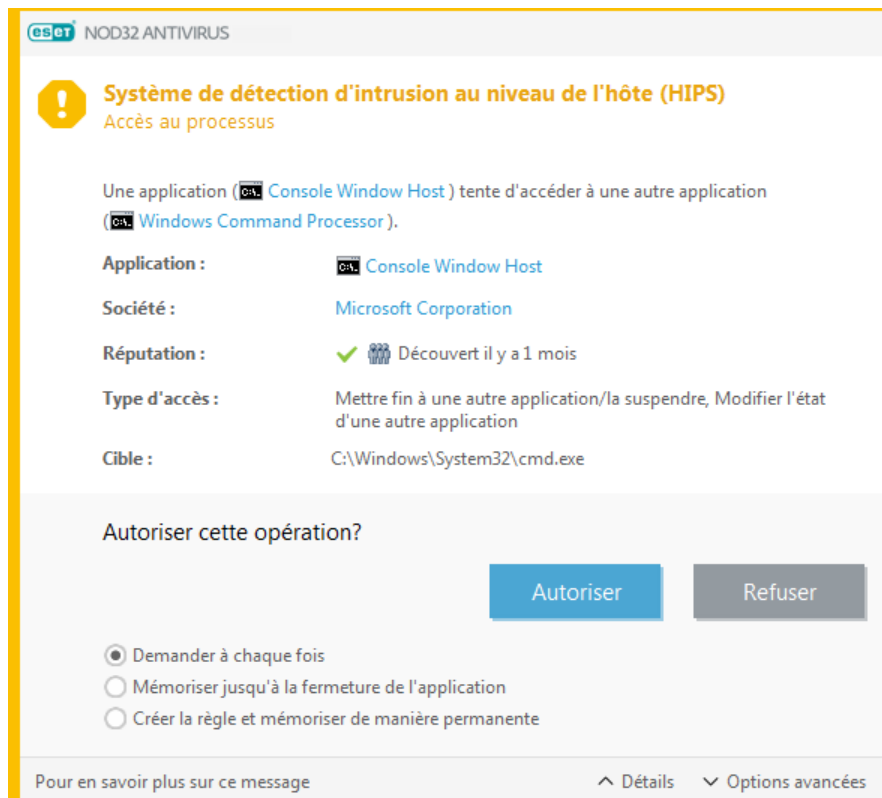 eset NOD32 ANTIVIRUS
Système de détection d'intrusion au niveau de l'hôte (HIPS)
Accès au processus
Une application ( Console Window Host ) tente d'accéder à une autre application
( Windows Command Processor ).
Application : Console Window Host
Société : Microsoft Corporation
Réputation : Découvert il y a 1 mois
Type d'accès : Mettre fin à une autre application/la suspendre, Modifier l'état
d'une autre application
Cible : C:\Windows\System32\cmd.exe
Autoriser cette opération?
Autoriser Refuser
Demander à chaque fois
Mémoriser jusqu'à la fermeture de l'application
Créer la règle et mémoriser de manière permanente
Pour en savoir plus sur ce message Détails Options avancées